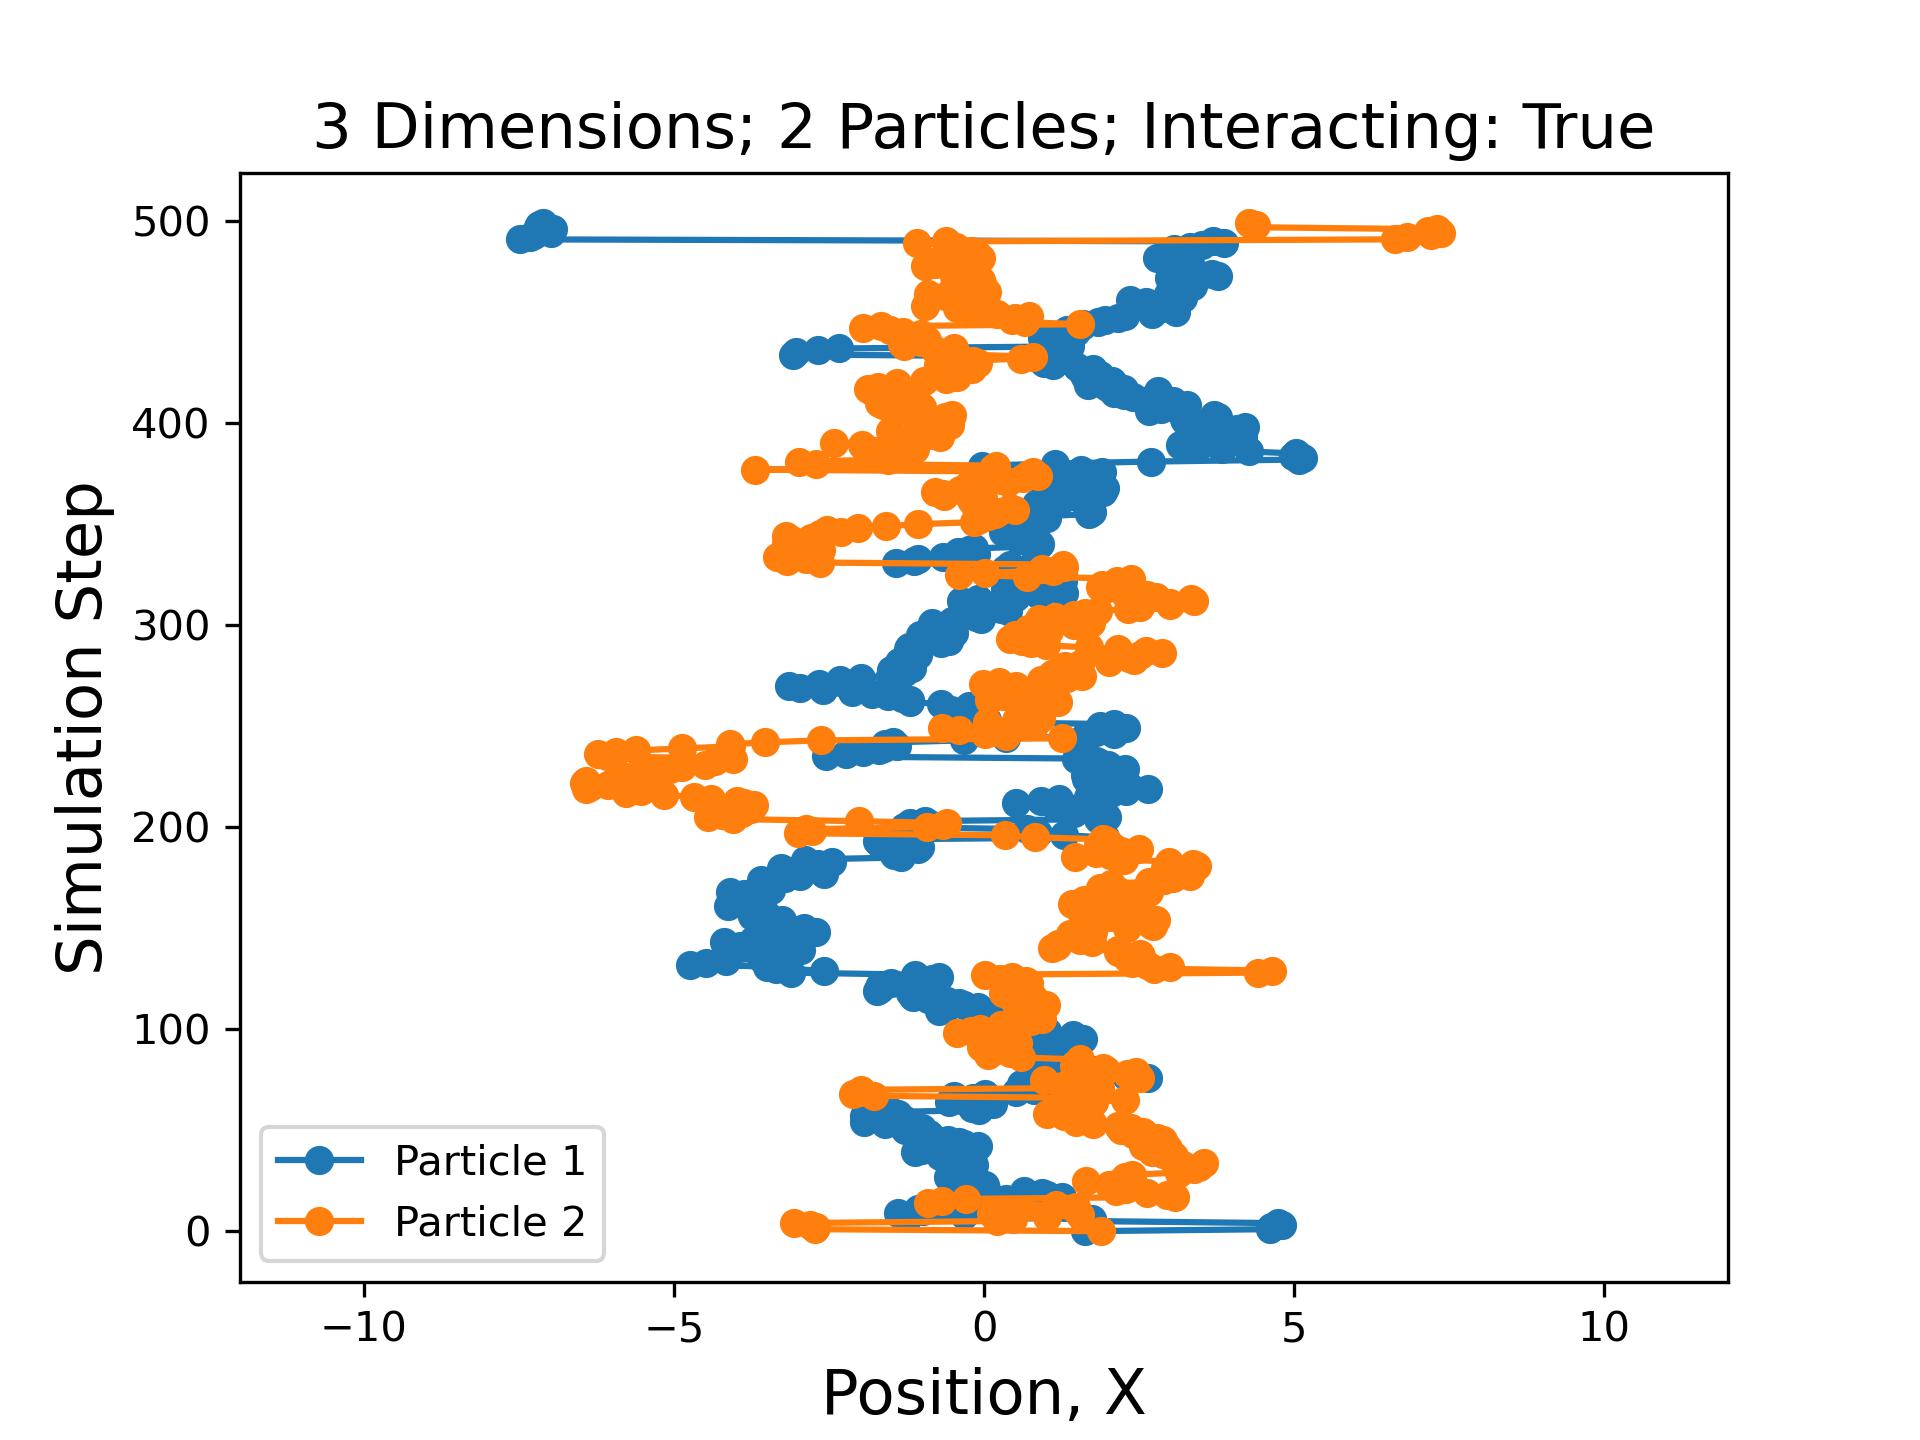 3 Dimensions; 2 Particles; Interacting: True
500
400
300
200
100
0
Simulation Step
Particle 1
Particle 2
−10
−5
0
5
10
Position, X